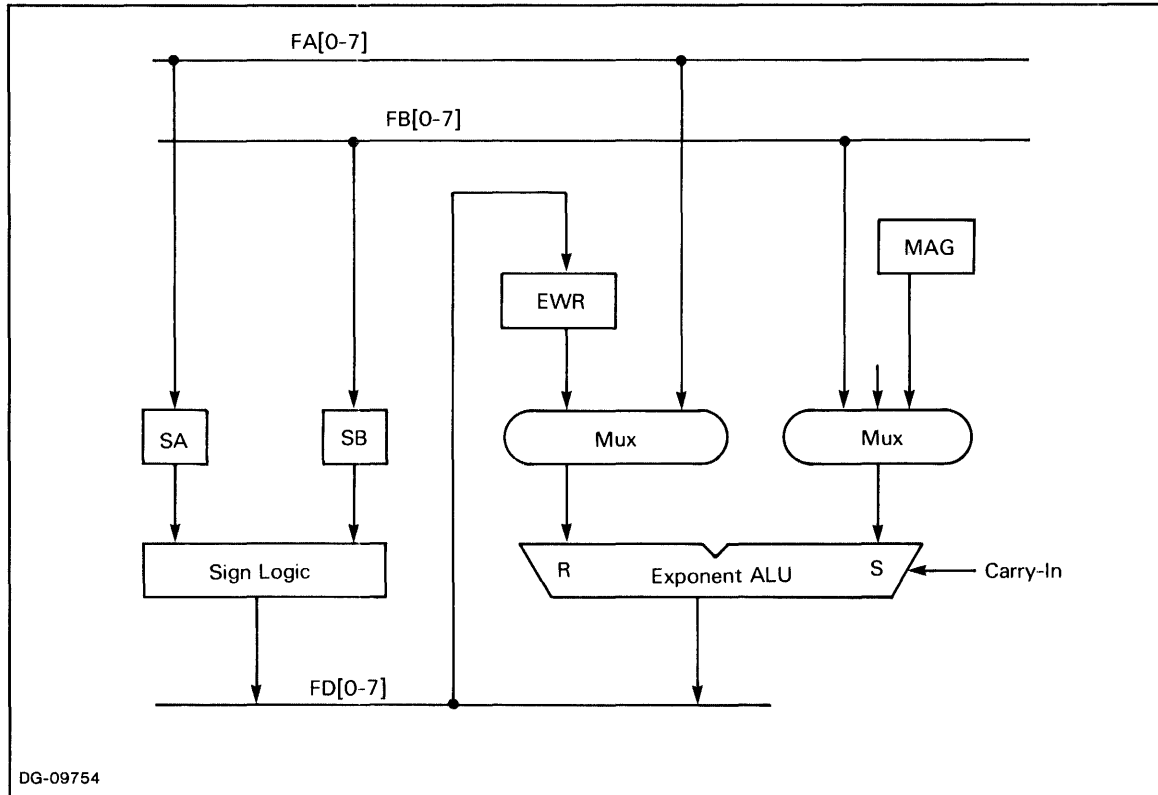 FA[0-7]
FB[0-7]
MAG
EWR
SA
SB
Mux
Mux
Sign Logic
R
Exponent ALU
S
Carry-In
FD[0-7]
DG-09754